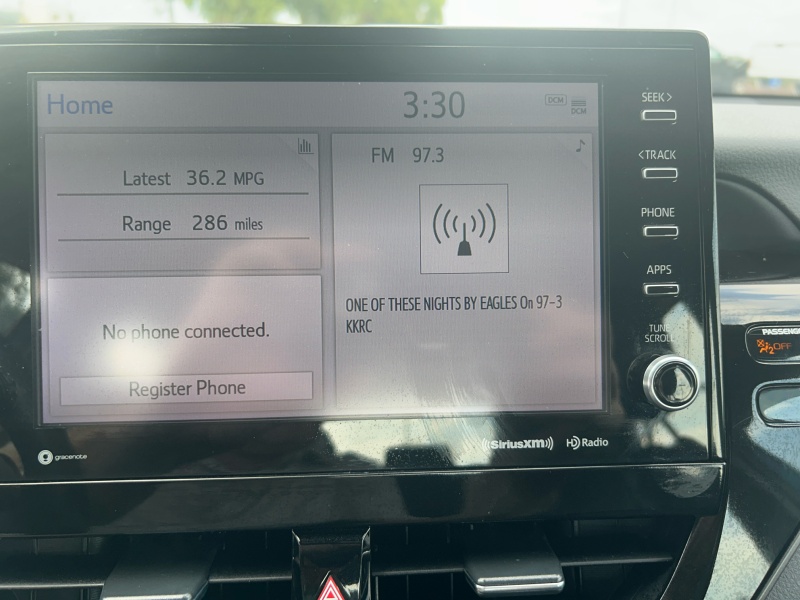 Home
3:30
DCM
DCM
SEEK >
< TRACK
PHONE
APPS
TUNE
SCROLL
Latest 36.2 MPG
Range 286 miles
FM 97.3
ONE OF THESE NIGHTS BY EAGLES On 97-3
KKRC
No phone connected.
Register Phone
gracenote
((SiriusXM))
HD Radio
OFF